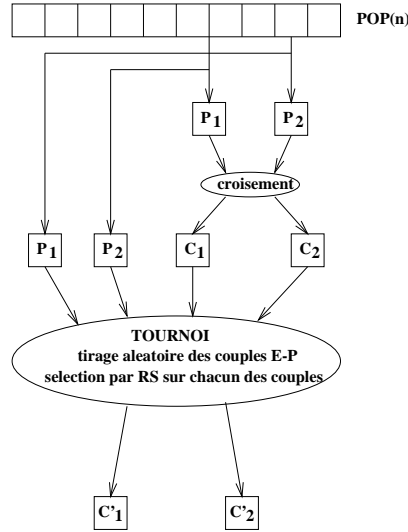 POP(n)
P1 P2
croisement
P1 P2 C1 C2
TOURNOI
tirage aleatoire des couples E-P
selection par RS sur chacun des couples
C'1 C'2